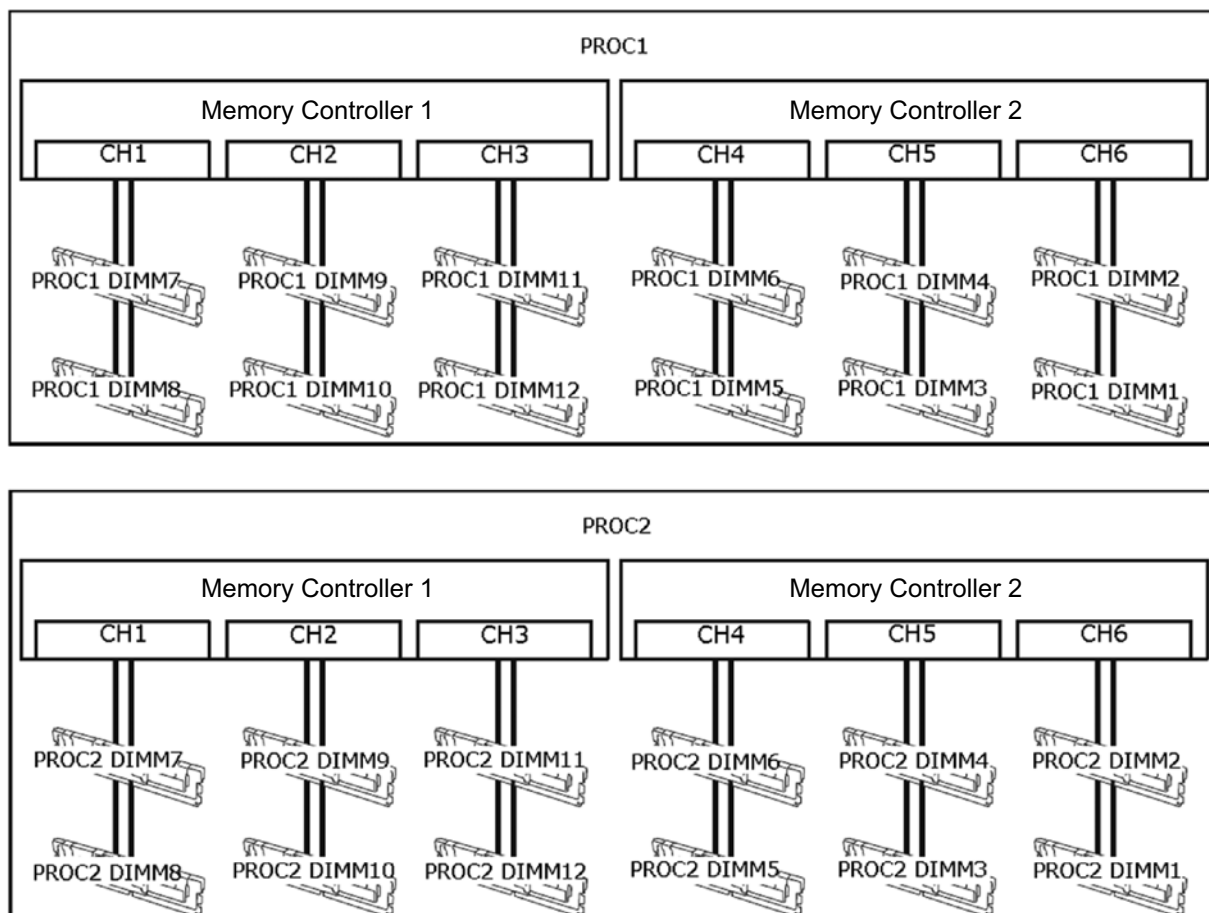 PROC1
Memory Controller 1 Memory Controller 2
CH1 CH2 CH3 CH4 CH5 CH6
PROC1 DIMM7 PROC1 DIMM9 PROC1 DIMM11 PROC1 DIMM6 PROC1 DIMM4 PROC1 DIMM2
PROC1 DIMM8 PROC1 DIMM10 PROC1 DIMM12 PROC1 DIMM5 PROC1 DIMM3 PROC1 DIMM1
PROC2
Memory Controller 1 Memory Controller 2
CH1 CH2 CH3 CH4 CH5 CH6
PROC2 DIMM7 PROC2 DIMM9 PROC2 DIMM11 PROC2 DIMM6 PROC2 DIMM4 PROC2 DIMM2
PROC2 DIMM8 PROC2 DIMM10 PROC2 DIMM12 PROC2 DIMM5 PROC2 DIMM3 PROC2 DIMM1